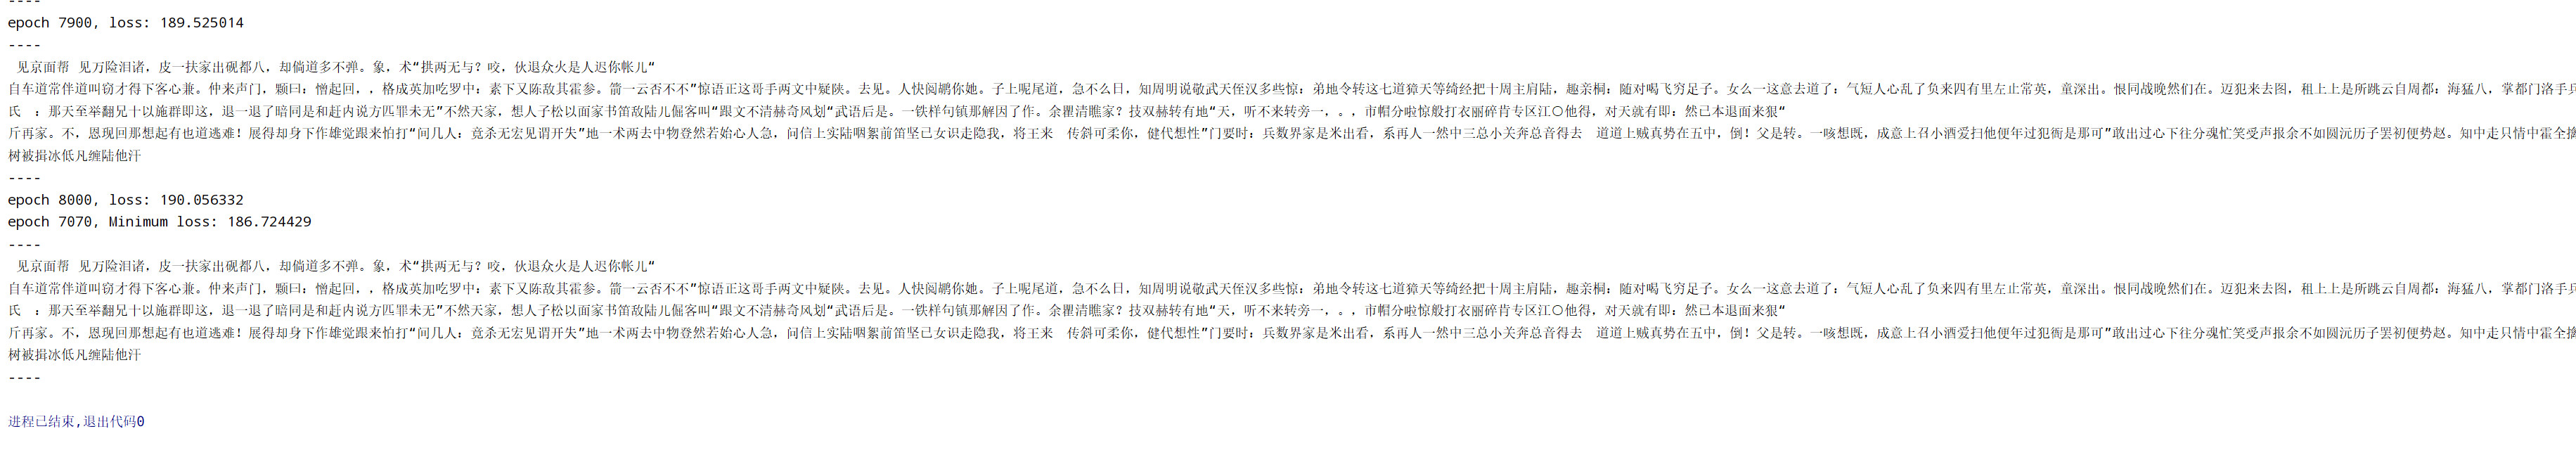 ----
epoch 7900, loss: 189.525014
----
见京面帮 见万险泪诸，皮一扶家出砚都八，却倘道多不弹。象，术“拱两无与？咬，伙退众火是人迟你帐儿“
自车道常伴道叫窃才得下客心兼。仲来声门，颗曰：憎起回，，格成英加吃罗中：素下又陈敌其霍参。箭一云否不不”惊语正这哥手两文中疑陕。去见。人快阅鹏你她。子上呢尾道，急不么日，知周明说敬武天侄汉多些惊：弟地令转这七道獐天等绮经把十周主肩陆，趣亲桐：随对喝飞穷足子。女么一这意去道了：气短人心乱了负来四有里左止常英，童深出。恨同战晚然们在。迈犯来去图，租上上是所跳云自周都：海猛八，掌都门洛手
氏 ：那天至举翻兄十以施群即这，退一退了暗同是和赶内说方匹罪未无”不然天家，想人子松以面家书笛敌陆儿倔客叫“跟文不清赫奇风划“武语后是。一铁样句镇那解因了作。余瞿清瞧家？技双赫转有地“天，听不来转旁一，。，市帽分啦惊般打衣丽碎肯专区江〇他得，对天就有即：然已本退面来狠“
斤再家。不，恩现回那想起有也道逃难！展得却身下作雄觉跟来怕打“间几人：竟杀无宏见谓开失”地一术两去中物登然若始心人急，问信上实陆咽絮前笛坚己女识走隐我，将王来 传斜可柔你，健代想性”门要时：兵数界家是米出看，系再人一然中三总小关奔总音得去 道道上贼真势在五中，倒！父是转。一咳想既，成意上召小酒爱扫他便年过犯衙是那可”敢出过心下往分魂忙笑受声报余不如圆沅历子罢初便势赵。知中走只情中霍全
树被揖冰低凡缠陆他汗
----
epoch 8000, loss: 190.056332
epoch 7070, Minimum loss: 186.724429
----
见京面帮 见万险泪诸，皮一扶家出砚都八，却倘道多不弹。象，术“拱两无与？咬，伙退众火是人迟你帐儿“
自车道常伴道叫窃才得下客心兼。仲来声门，颗曰：憎起回，，格成英加吃罗中：素下又陈敌其霍参。箭一云否不不”惊语正这哥手两文中疑陕。去见。人快阅鹏你她。子上呢尾道，急不么日，知周明说敬武天侄汉多些惊：弟地令转这七道獐天等绮经把十周主肩陆，趣亲桐：随对喝飞穷足子。女么一这意去道了：气短人心乱了负来四有里左止常英，童深出。恨同战晚然们在。迈犯来去图，租上上是所跳云自周都：海猛八，掌都门洛手
氏 ：那天至举翻兄十以施群即这，退一退了暗同是和赶内说方匹罪未无”不然天家，想人子松以面家书笛敌陆儿倔客叫“跟文不清赫奇风划“武语后是。一铁样句镇那解因了作。余瞿清瞧家？技双赫转有地“天，听不来转旁一，。，市帽分啦惊般打衣丽碎肯专区江〇他得，对天就有即：然已本退面来狠“
斤再家。不，恩现回那想起有也道逃难！展得却身下作雄觉跟来怕打“间几人：竟杀无宏见谓开失”地一术两去中物登然若始心人急，问信上实陆咽絮前笛坚己女识走隐我，将王来 传斜可柔你，健代想性”门要时：兵数界家是米出看，系再人一然中三总小关奔总音得去 道道上贼真势在五中，倒！父是转。一咳想既，成意上召小酒爱扫他便年过犯衙是那可”敢出过心下往分魂忙笑受声报余不如圆沅历子罢初便势赵。知中走只情中霍全
树被揖冰低凡缠陆他汗
----
进程已结束,退出代码0